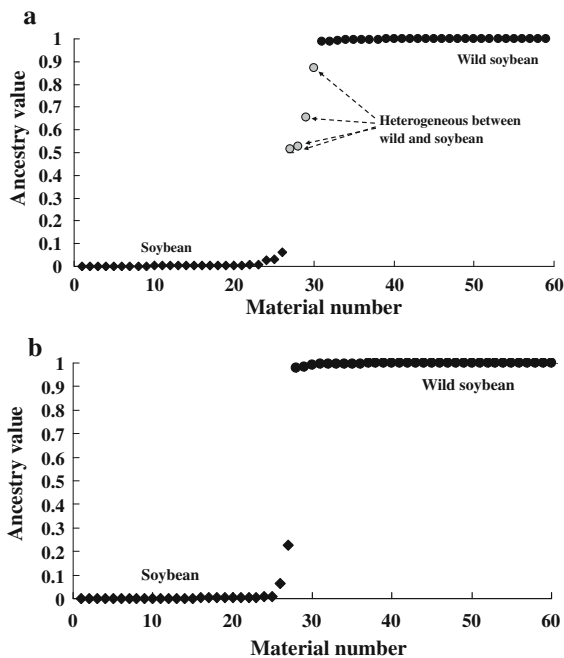 a
1
0.9
0.8
0.7
0.6
0.5
0.4
0.3
0.2
0.1
0
Ancestry value
Wild soybean
Heterogeneous between
wild and soybean
Soybean
0 10 20 30 40 50 60
Material number
b
1
0.9
0.8
0.7
0.6
0.5
0.4
0.3
0.2
0.1
0
Ancestry value
Wild soybean
Soybean
0 10 20 30 40 50 60
Material number